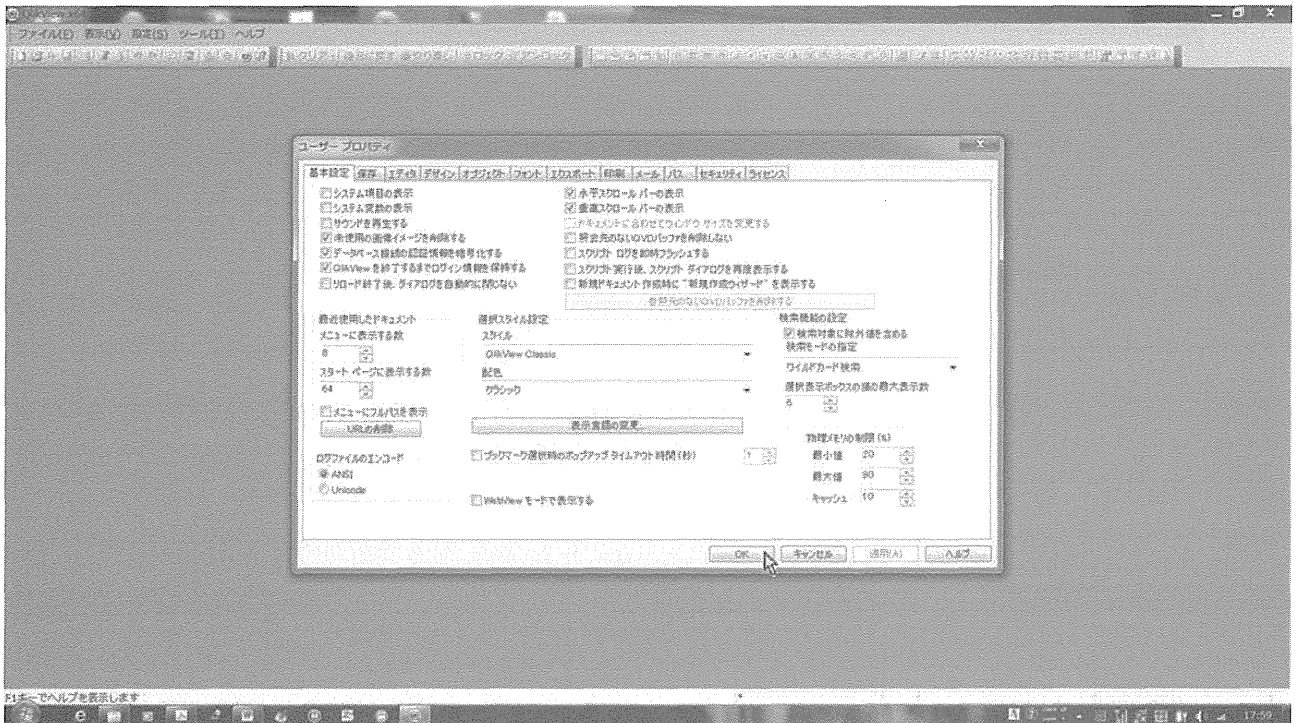 ファイル(F) 表示(V) 設定(S) ツール(T) ヘルプ
ユーザー プロパティ
基本設定 保存 エディタ デザイン オブジェクト フォント エクスポート 印刷 メール パス セキュリティ ライセンス
システム項目の表示
システム変数の表示
サウンドを再生する
未使用の画像イメージを削除する
データベース接続の認証情報を暗号化する
QlikView を終了するまでログイン情報を保持する
リロード終了後、ダイアログを自動的に閉じない
水平スクロール バーの表示
垂直スクロール バーの表示
ドキュメントに合わせてウィンドウ サイズを変更する
照会先のないQVDバッファを削除しない
スクリプト ログを即時フラッシュする
スクリプト実行後、スクリプト ダイアログを再度表示する
新規ドキュメント作成時に "新規作成ウィザード" を表示する
最近使用したドキュメント
メニューに表示する数
8
スタート ページに表示する数
64
メニューにフルパスを表示
URLの削除
ログファイルのエンコード
ANSI
Unicode
選択スタイル設定
スタイル
QlikView Classic
配色
クラシック
表示言語の変更...
ブックマーク選択時のポップアップ タイムアウト時間(秒)
1
WebView モードで表示する
検索機能の設定
検索対象に除外値を含める
検索モードの指定
ワイルドカード検索
選択表示ボックスの値の最大表示数
6
物理メモリの制限(%)
最小値 20
最大値 90
キャッシュ 10
OK キャンセル 適用(A) ヘルプ
F1キーでヘルプを表示します